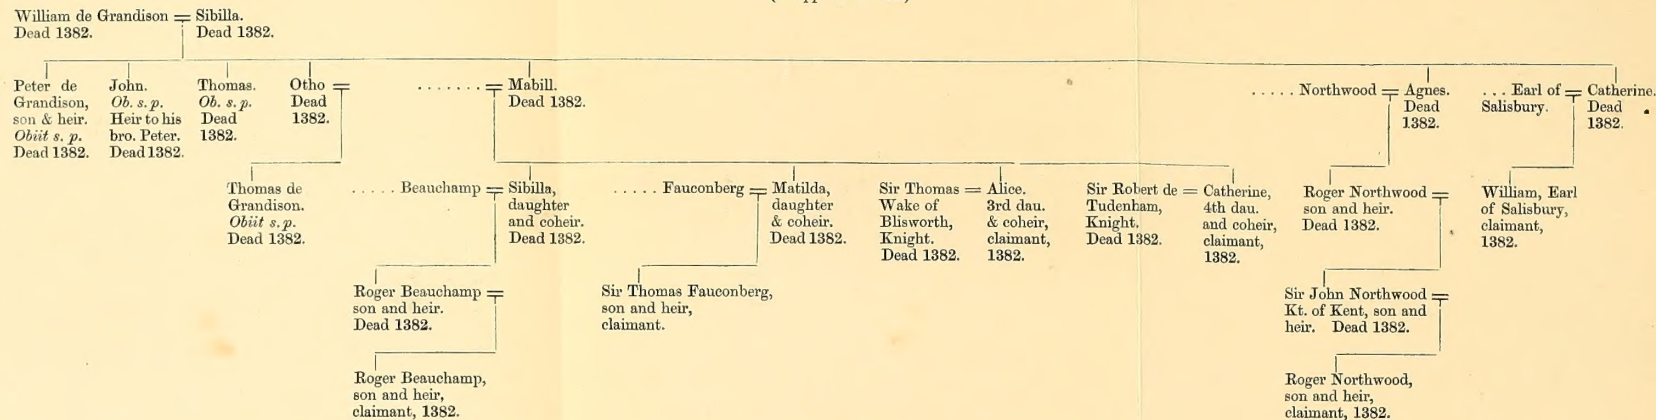 William de Grandison = Sibilla.
Dead 1382. Dead 1382.
Peter de
Grandison,
son & heir.
Obiit s. p.
Dead 1382.
John.
Ob. s. p.
Heir to his
bro. Peter.
Dead 1382.
Thomas.
Ob. s. p.
Dead
1382.
Otho =
Dead
1382.
. . . . . . . = Mabill.
Dead 1382.
. . . . . Northwood = Agnes.
Dead
1382.
. . . Earl of = Catherine.
Salisbury. Dead
1382.
Thomas de
Grandison.
Obiit s. p.
Dead 1382.
. . . . . Beauchamp = Sibilla,
daughter
and coheir.
Dead 1382.
. . . . . Fauconberg = Matilda,
daughter
& coheir.
Dead 1382.
Sir Thomas = Alice.
Wake of 3rd dau.
Blisworth, & coheir,
Knight. claimant,
Dead 1382. 1382.
Sir Robert de = Catherine,
Tudenham, 4th dau.
Knight. and coheir,
Dead 1382. claimant,
1382.
Roger Northwood =
son and heir.
Dead 1382.
William, Earl
of Salisbury,
claimant,
1382.
Roger Beauchamp =
son and heir.
Dead 1382.
Sir Thomas Fauconberg,
son and heir,
claimant.
Sir John Northwood =
Kt. of Kent, son and
heir. Dead 1382.
Roger Beauchamp,
son and heir,
claimant, 1382.
Roger Northwood,
son and heir,
claimant, 1382.